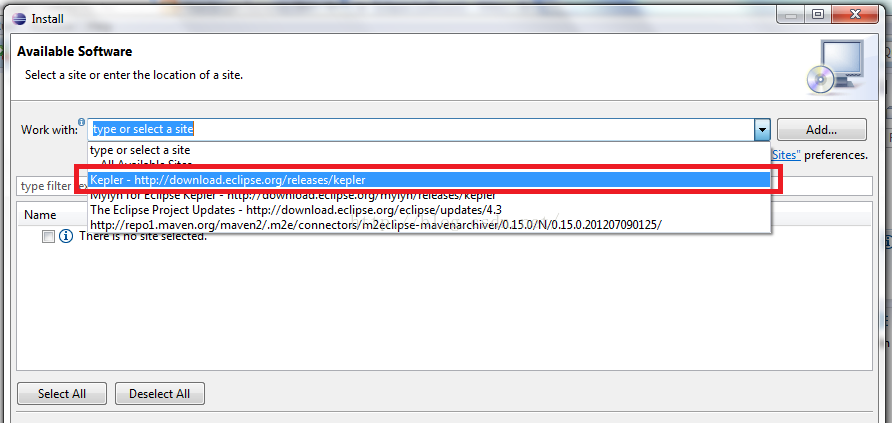 Install
Available Software
Select a site or enter the location of a site.
Work with:
type or select a site
Add...
type or select a site
All Available Sites
Sites" preferences.
Kepler - http://download.eclipse.org/releases/kepler
type filter
Mylyn for Eclipse Kepler - http://download.eclipse.org/mylyn/releases/kepler
The Eclipse Project Updates - http://download.eclipse.org/eclipse/updates/4.3
Name
http://repo1.maven.org/maven2/.m2e/connectors/m2eclipse-mavenarchiver/0.15.0/N/0.15.0.201207090125/
There is no site selected.
Select All
Deselect All